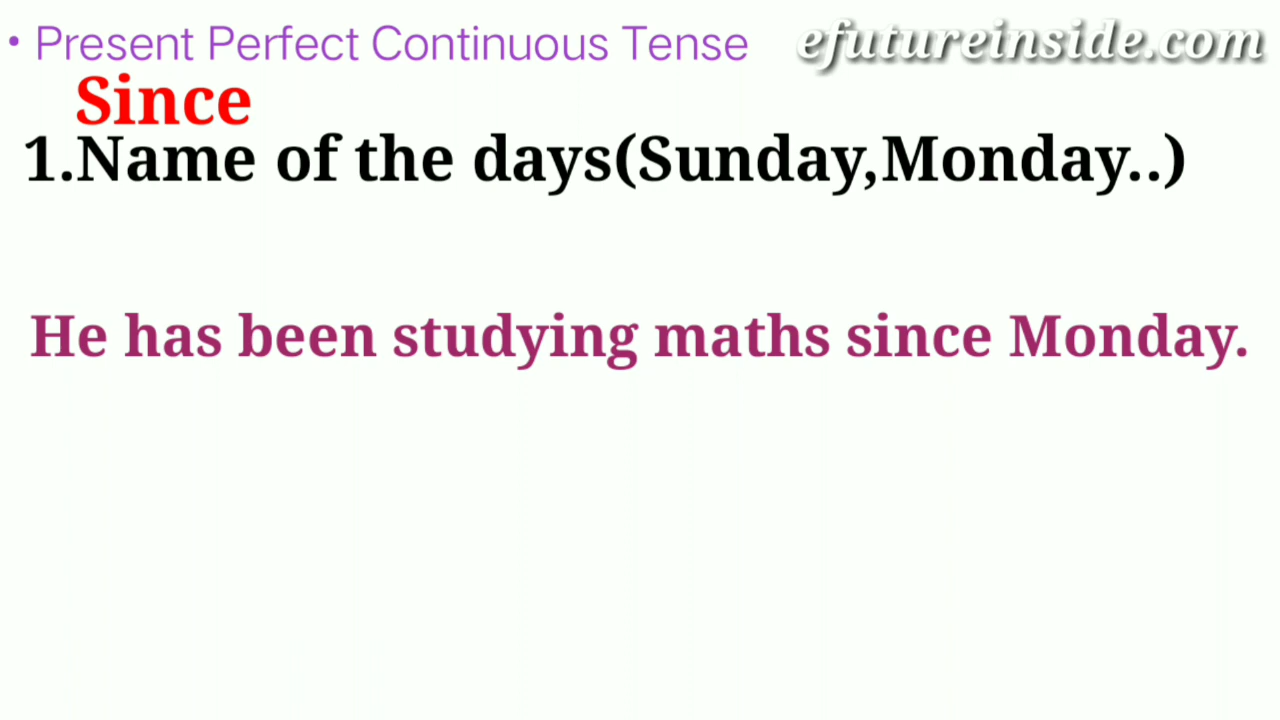 • Present Perfect Continuous Tense efutureinside.com
Since
1.Name of the days(Sunday,Monday..)
He has been studying maths since Monday.